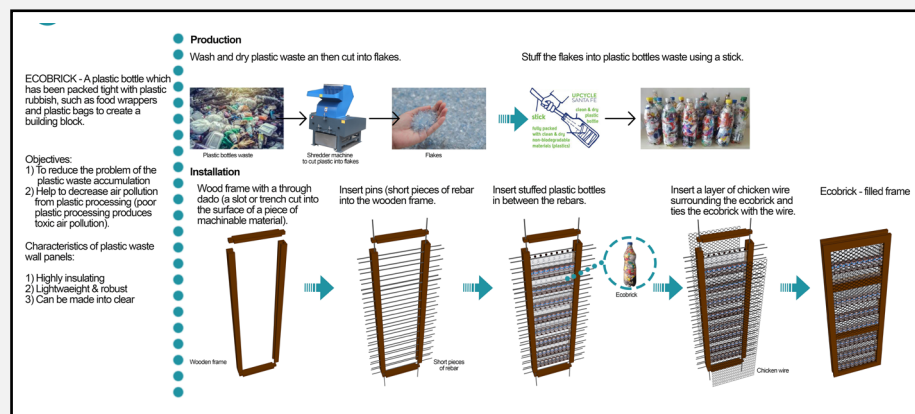 ECOBRICK - A plastic bottle which
has been packed tight with plastic
rubbish, such as food wrappers
and plastic bags to create a
building block.
Objectives:
1) To reduce the problem of the
plastic waste accumulation
2) Help to decrease air pollution
from plastic processing (poor
plastic processing produces
toxic air pollution).
Characteristics of plastic waste
wall panels:
1) Highly insulating
2) Lightwaeight & robust
3) Can be made into clear
Production
Wash and dry plastic waste an then cut into flakes.
Stuff the flakes into plastic bottles waste using a stick.
Plastic bottles waste
Shredder machine
to cut plastic into flakes
Flakes
UPCYCLE
SANTA FE
stick
clean & dry
plastic
bottle
fully packed
with clean & dry
non-biodegradable
materials (plastics)
Installation
Wood frame with a through
dado (a slot or trench cut into
the surface of a piece of
machinable material).
Insert pins (short pieces of rebar
into the wooden frame.
Insert stuffed plastic bottles
in between the rebars.
Insert a layer of chicken wire
surrounding the ecobrick and
ties the ecobrick with the wire.
Ecobrick - filled frame
Wooden frame
Short pieces
of rebar
Ecobrick
Chicken wire